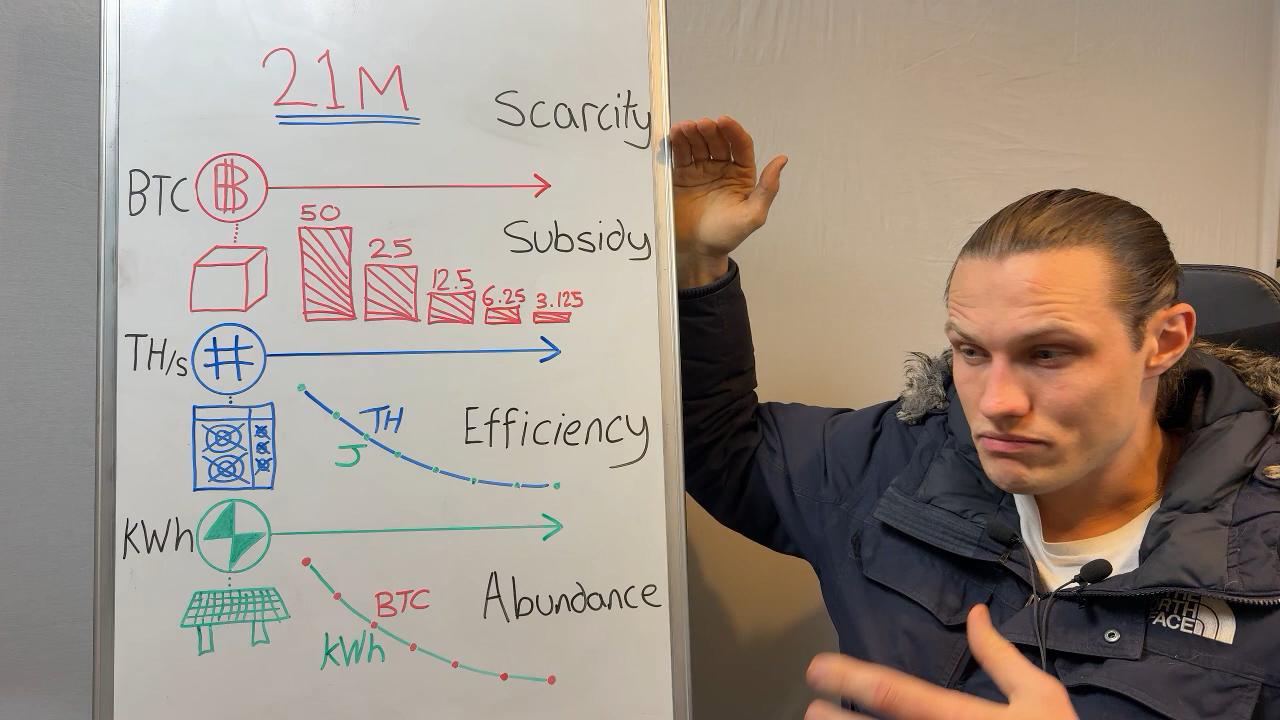 21M
Scarcity
BTC
Subsidy
50
25
12.5
6.25
3.125
TH/s
#
TH
J
Efficiency
KWh
BTC
KWh
Abundance
THE
NORTH
FACE